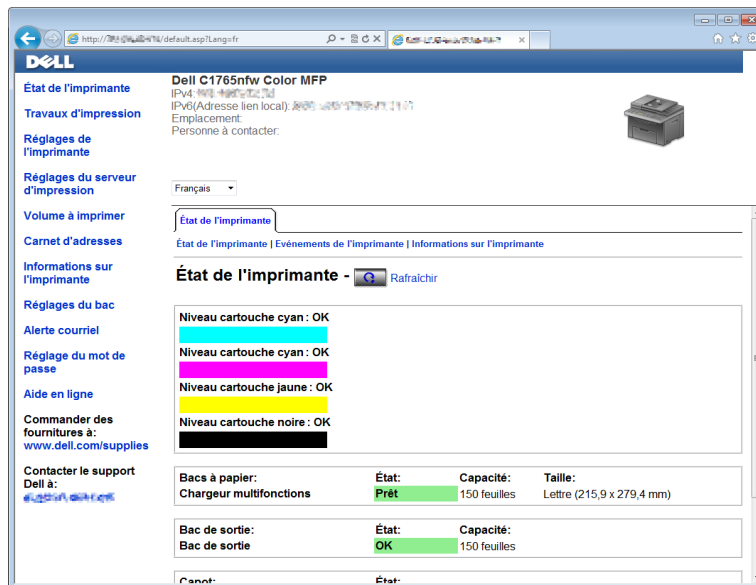 http:// /default.asp?Lang=fr
DELL
État de l'imprimante
Travaux d'impression
Réglages de
l'imprimante
Réglages du serveur
d'impression
Volume à imprimer
Carnet d'adresses
Informations sur
l'imprimante
Réglages du bac
Alerte courriel
Réglage du mot de
passe
Aide en ligne
Commander des
fournitures à:
www.dell.com/supplies
Contacter le support
Dell à:
Dell C1765nfw Color MFP
IPv4:
IPv6(Adresse lien local):
Emplacement:
Personne à contacter:
Français
État de l'imprimante
État de l'imprimante | Evénements de l'imprimante | Informations sur l'imprimante
État de l'imprimante - Rafraîchir
Niveau cartouche cyan : OK
Niveau cartouche cyan : OK
Niveau cartouche jaune : OK
Niveau cartouche noire : OK
Bacs à papier: État: Capacité: Taille:
Chargeur multifonctions Prêt 150 feuilles Lettre (215,9 x 279,4 mm)
Bac de sortie: État: Capacité:
Bac de sortie OK 150 feuilles
Capot: État: